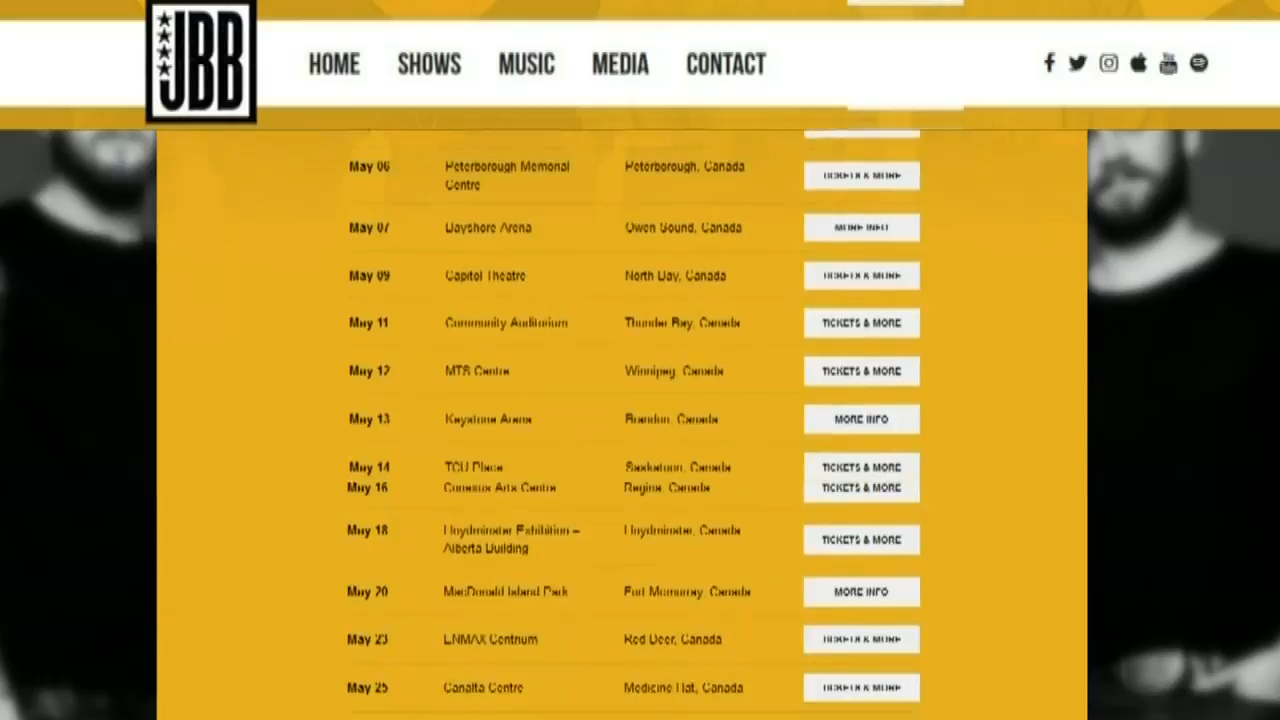 JBB
HOME SHOWS MUSIC MEDIA CONTACT
May 06 Peterborough Memorial Peterborough, Canada TICKETS & MORE
Centre
May 07 Bayshore Arena Owen Sound, Canada MORE INFO
May 09 Capitol Theatre North Bay, Canada TICKETS & MORE
May 11 Community Auditorium Thunder Bay, Canada TICKETS & MORE
May 12 MTS Centre Winnipeg, Canada TICKETS & MORE
May 13 Keystone Arena Brandon, Canada MORE INFO
May 14 TCU Place Saskatoon, Canada TICKETS & MORE
May 16 Conexus Arts Centre Regina, Canada TICKETS & MORE
May 18 Lloydminster Exhibition – Lloydminster, Canada TICKETS & MORE
Alberta Building
May 20 MacDonald Island Park Fort Mcmurray, Canada MORE INFO
May 23 ENMAX Centrium Red Deer, Canada TICKETS & MORE
May 25 Canalta Centre Medicine Hat, Canada TICKETS & MORE